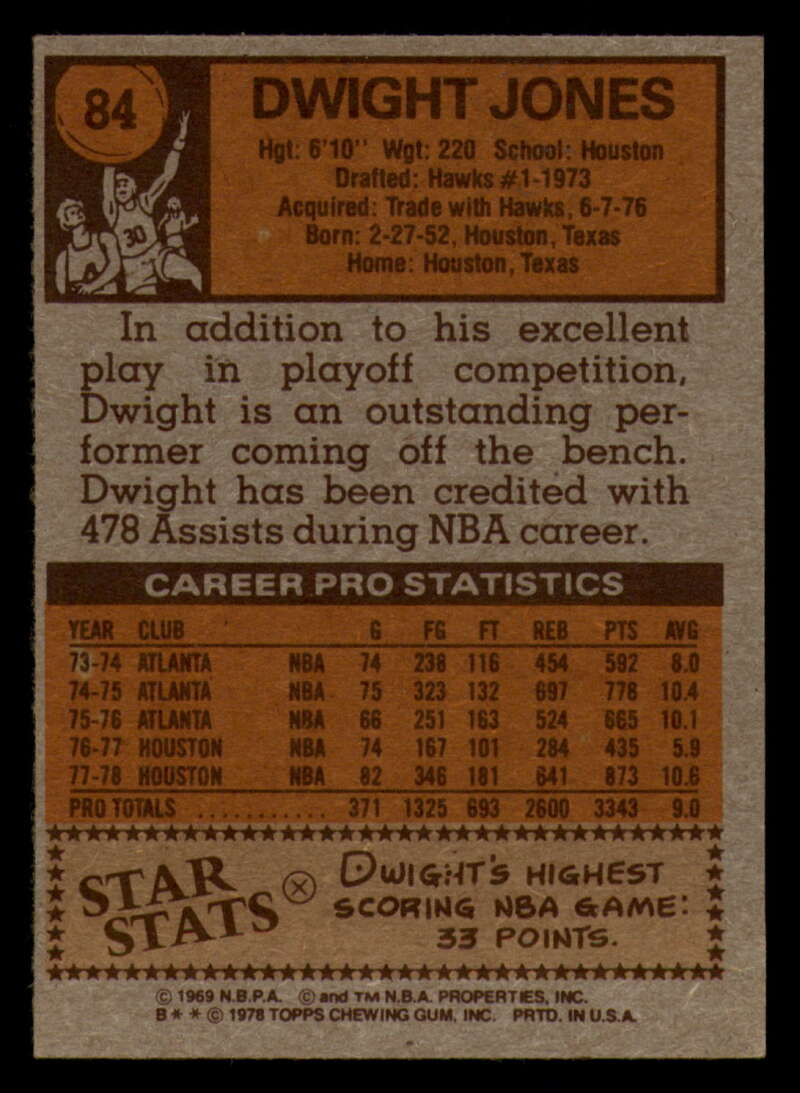 84
DWIGHT JONES
Hgt: 6'10" Wgt: 220 School: Houston
Drafted: Hawks #1-1973
Acquired: Trade with Hawks, 6-7-76
Born: 2-27-52, Houston, Texas
Home: Houston, Texas
30
In addition to his excellent
play in playoff competition,
Dwight is an outstanding per-
former coming off the bench.
Dwight has been credited with
478 Assists during NBA career.
CAREER PRO STATISTICS
YEAR CLUB G FG FT REB PTS AVG
73-74 ATLANTA NBA 74 238 116 454 592 8.0
74-75 ATLANTA NBA 75 323 132 697 778 10.4
75-76 ATLANTA NBA 66 251 163 524 665 10.1
76-77 HOUSTON NBA 74 167 101 284 435 5.9
77-78 HOUSTON NBA 82 346 181 641 873 10.6
PRO TOTALS ........... 371 1325 693 2600 3343 9.0
STAR STATS
DWIGHT'S HIGHEST
SCORING NBA GAME:
33 POINTS.
© 1969 N.B.P.A. © and TM N.B.A. PROPERTIES, INC.
B * * © 1978 TOPPS CHEWING GUM, INC. PRTD. IN U.S.A.